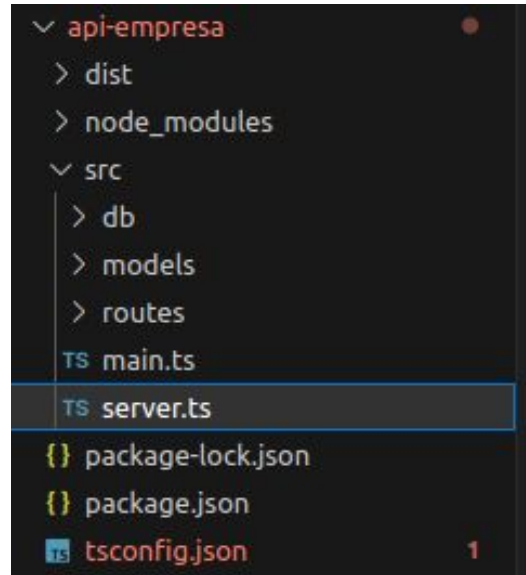 api-empresa
dist
node_modules
src
db
models
routes
TS main.ts
TS server.ts
{} package-lock.json
{} package.json
TS tsconfig.json 1